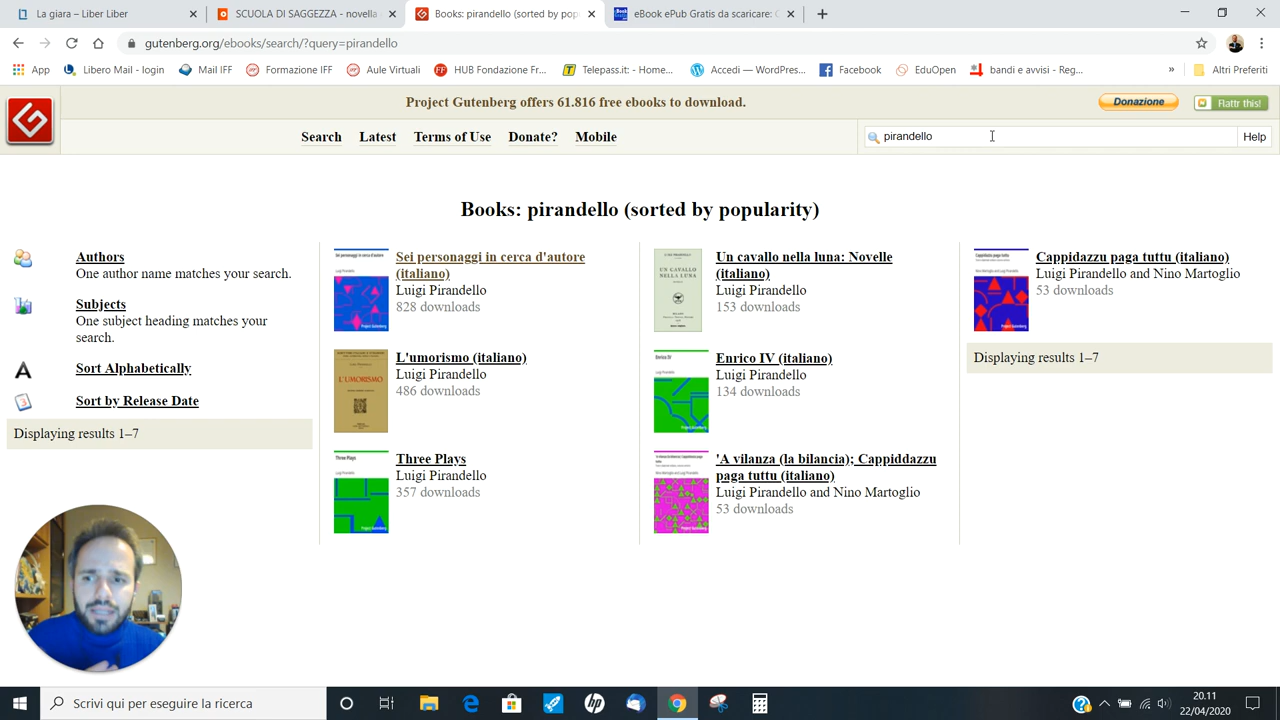 La giara – Liber Liber
SCUOLA DI SAGGEZZA - novella
Books: pirandello (sorted by pop
eBook ePub Gratis da scaricare:
gutenberg.org/ebooks/search/?query=pirandello
App
Libero Mail - login
Mail IFF
Formazione IFF
Aule Virtuali
HUB Fondazione Fr...
Telepass.it: - Home...
Accedi — WordPres...
Facebook
EduOpen
bandi e avvisi - Reg...
»
Altri Preferiti
Project Gutenberg offers 61.816 free ebooks to download.
Donazione
Flattr this!
Search
Latest
Terms of Use
Donate?
Mobile
pirandello
Help
Books: pirandello (sorted by popularity)
Authors
One author name matches your search.
Subjects
One subject heading matches your
search.
Sort Alphabetically
Sort by Release Date
Displaying results 1–7
Sei personaggi in cerca d'autore
(italiano)
Luigi Pirandello
828 downloads
L'umorismo (italiano)
Luigi Pirandello
486 downloads
Three Plays
Luigi Pirandello
357 downloads
Un cavallo nella luna: Novelle
(italiano)
Luigi Pirandello
153 downloads
Enrico IV (italiano)
Luigi Pirandello
134 downloads
'A vilanza (la bilancia); Cappiddazzu
paga tuttu (italiano)
Luigi Pirandello and Nino Martoglio
53 downloads
Cappidazzu paga tuttu (italiano)
Luigi Pirandello and Nino Martoglio
53 downloads
Displaying results 1–7
Scrivi qui per eseguire la ricerca
20.11
22/04/2020